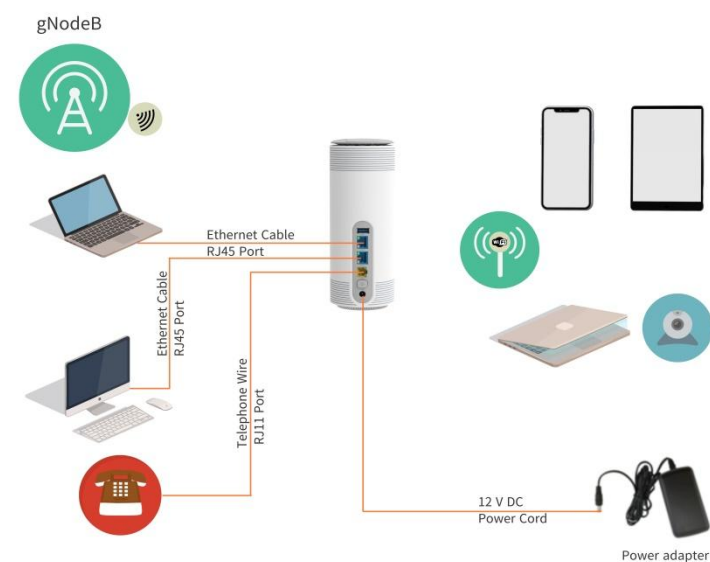 gNodeB
Ethernet Cable
RJ45 Port
Ethernet Cable
RJ45 Port
Telephone Wire
RJ11 Port
WiFi
12 V DC
Power Cord
Power adapter